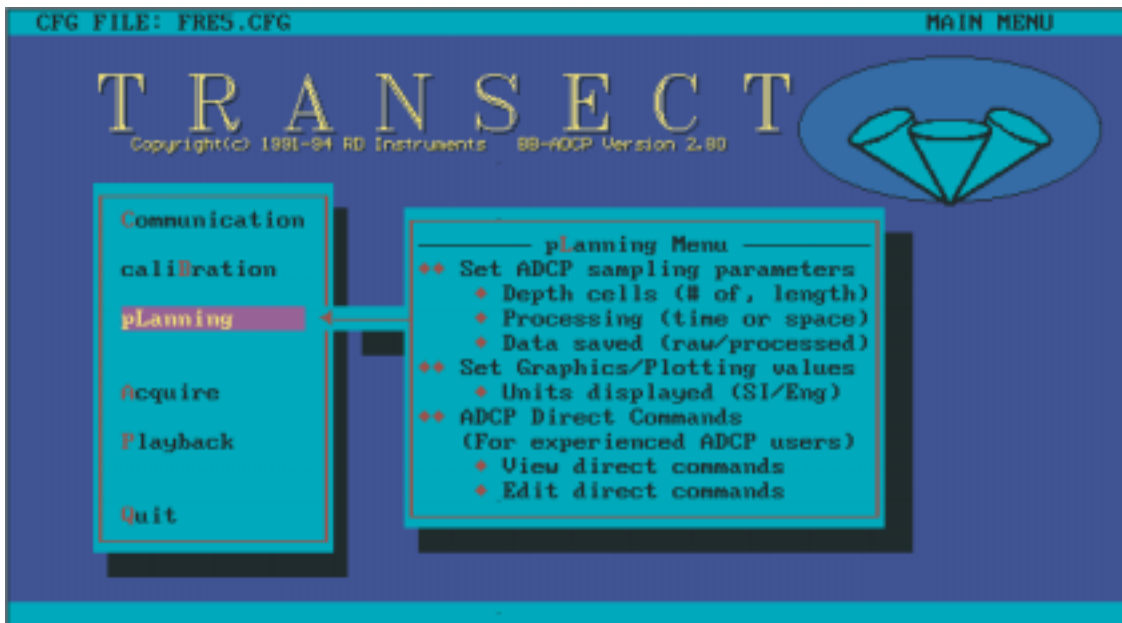 CFG FILE: FRE5.CFG MAIN MENU
T R A N S E C T
Copyright(c) 1991-94 RD Instruments BB-ADCP Version 2.80
Communication
caliBration
pLanning
Acquire
Playback
Quit
pLanning Menu
Set ADCP sampling parameters
Depth cells (# of, length)
Processing (time or space)
Data saved (raw/processed)
Set Graphics/Plotting values
Units displayed (SI/Eng)
ADCP Direct Commands
(For experienced ADCP users)
View direct commands
Edit direct commands